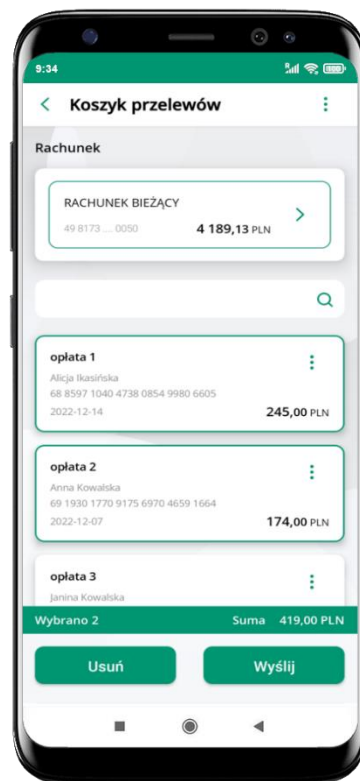 9:34
Koszyk przelewów
Rachunek
RACHUNEK BIEŻĄCY
49 8173 .... 0050 4 189,13 PLN
opłata 1
Alicja Ikasińska
68 8597 1040 4738 0854 9980 6605
2022-12-14 245,00 PLN
opłata 2
Anna Kowalska
69 1930 1770 9175 6970 4659 1664
2022-12-07 174,00 PLN
opłata 3
Janina Kowalska
Wybrano 2 Suma 419,00 PLN
Usuń Wyślij